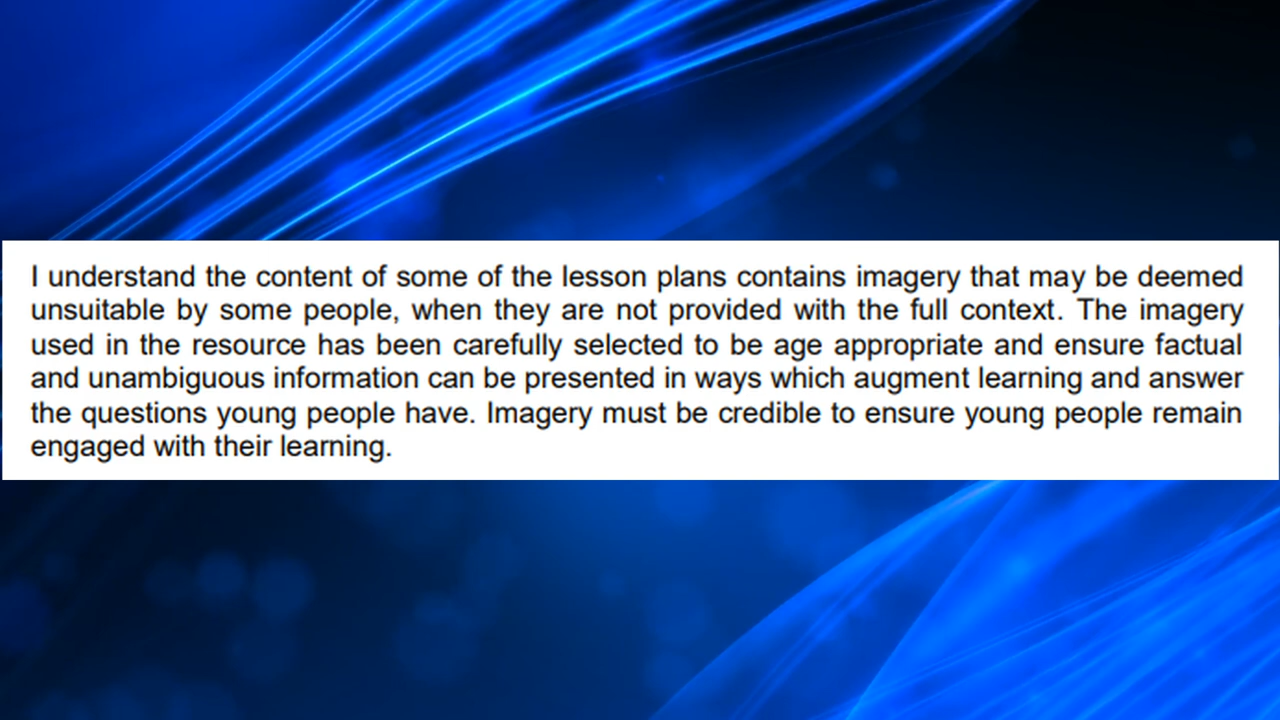 I understand the content of some of the lesson plans contains imagery that may be deemed
unsuitable by some people, when they are not provided with the full context. The imagery
used in the resource has been carefully selected to be age appropriate and ensure factual
and unambiguous information can be presented in ways which augment learning and answer
the questions young people have. Imagery must be credible to ensure young people remain
engaged with their learning.